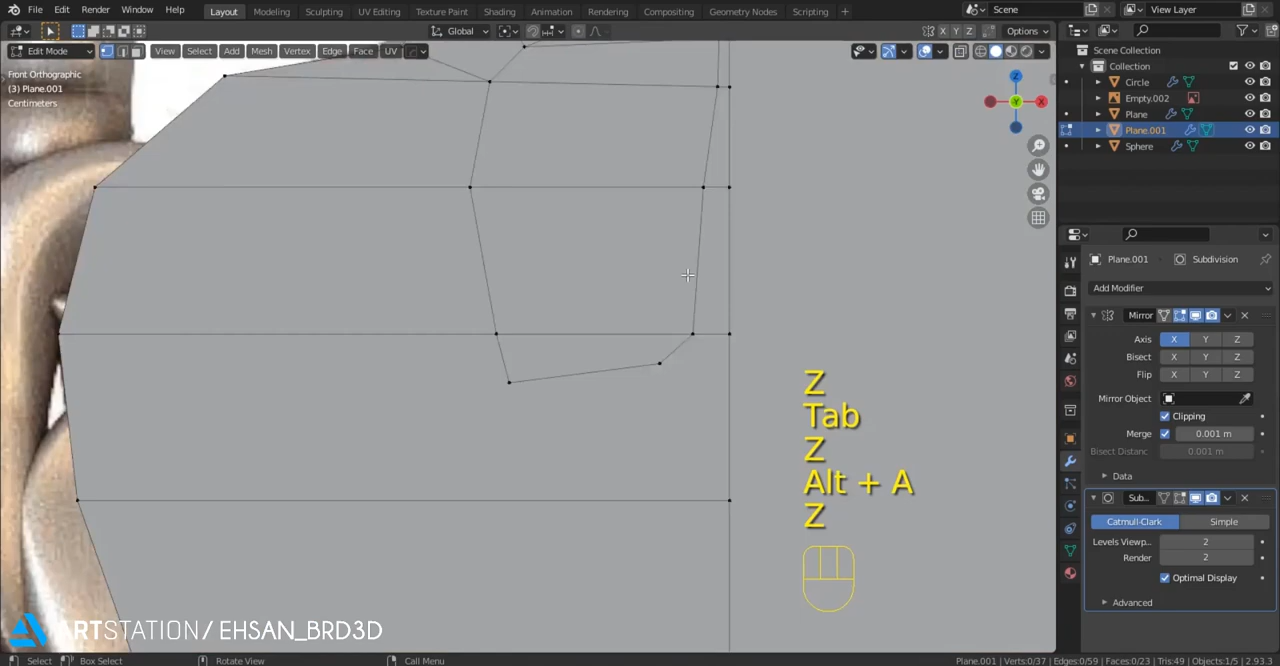 File Edit Render Window Help Layout Modeling Sculpting UV Editing Texture Paint Shading Animation Rendering Compositing Geometry Nodes Scripting + Scene View Layer
Global X Y Z Options
Edit Mode View Select Add Mesh Vertex Edge Face UV
Front Orthographic
(3) Plane.001
Centimeters
Z
Y
X
Scene Collection
Collection
Circle
Empty.002
Plane
Plane.001
Sphere
Plane.001 Subdivision
Add Modifier
Mirror
Axis X Y Z
Bisect X Y Z
Flip X Y Z
Mirror Object
Clipping
Merge 0.001 m
Bisect Distanc. 0.001 m
Data
Sub..
Catmull-Clark Simple
Levels Viewp... 2
Render 2
Optimal Display
Advanced
Z
Tab
Z
Alt + A
Z
ARTSTATION/ EHSAN_BRD3D
Select Box Select Rotate View Call Menu Plane.001 | Verts:0/37 | Edges:0/59 | Faces:0/23 | Tris:49 | Objects:1/5 | 2.93.3